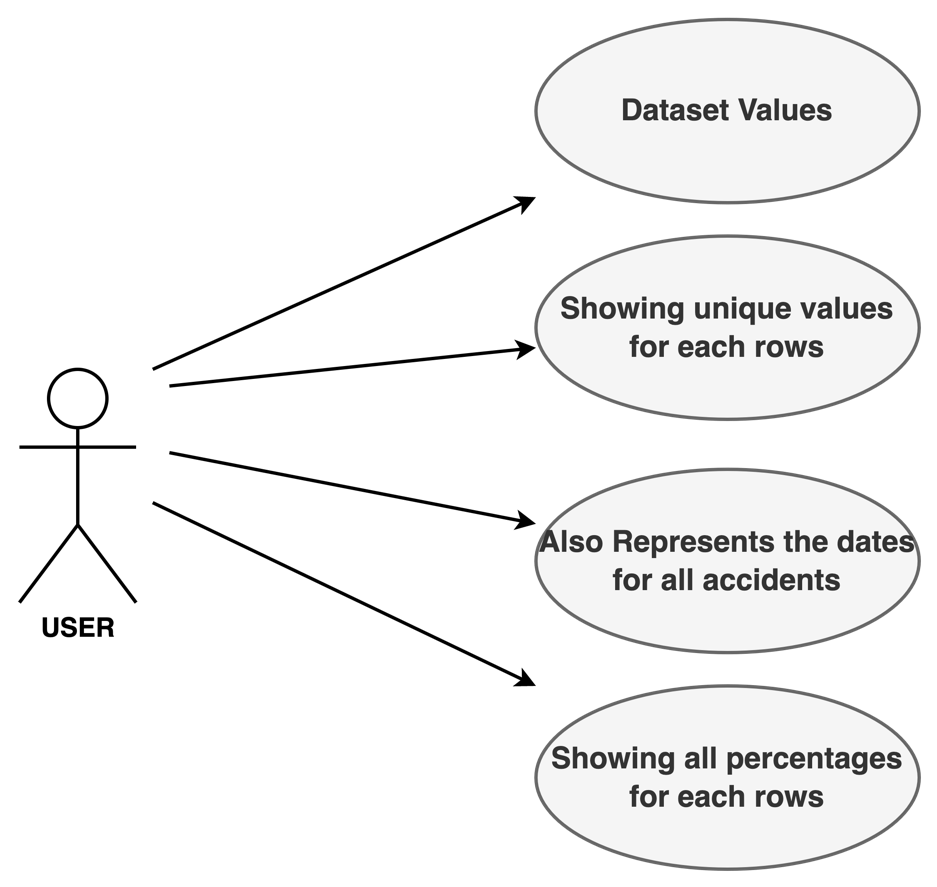 Dataset Values
Showing unique values
for each rows
Also Represents the dates
for all accidents
USER
Showing all percentages
for each rows